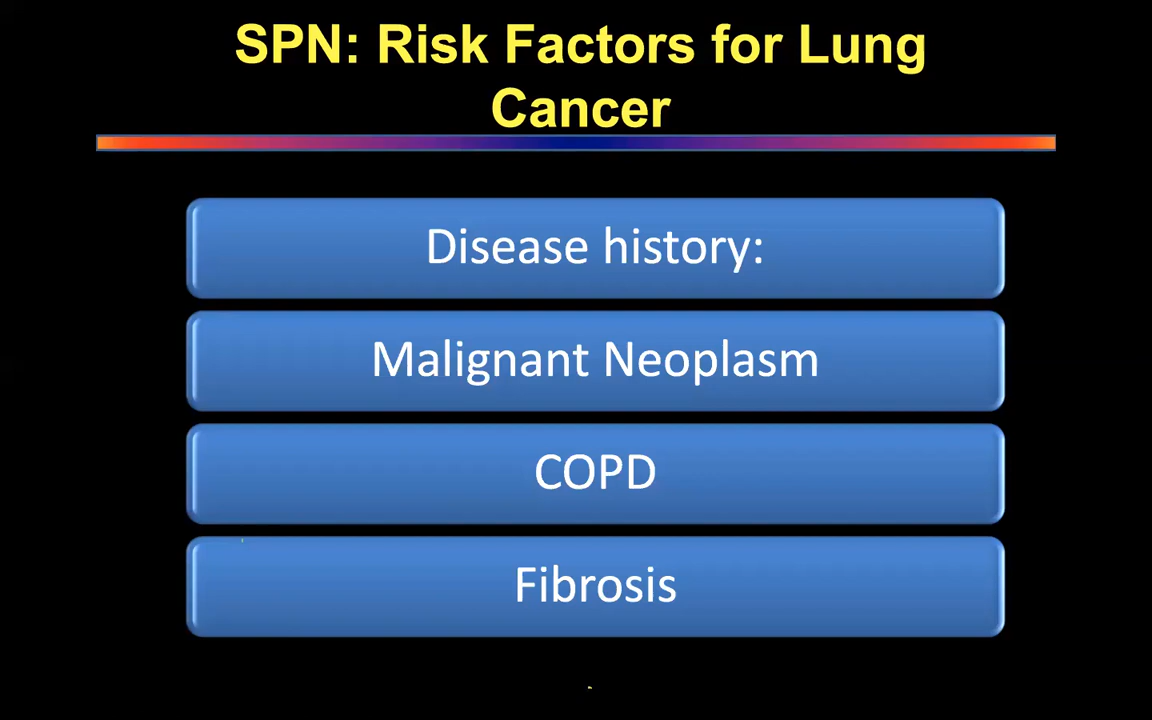 SPN: Risk Factors for Lung
Cancer
Disease history:
Malignant Neoplasm
COPD
Fibrosis